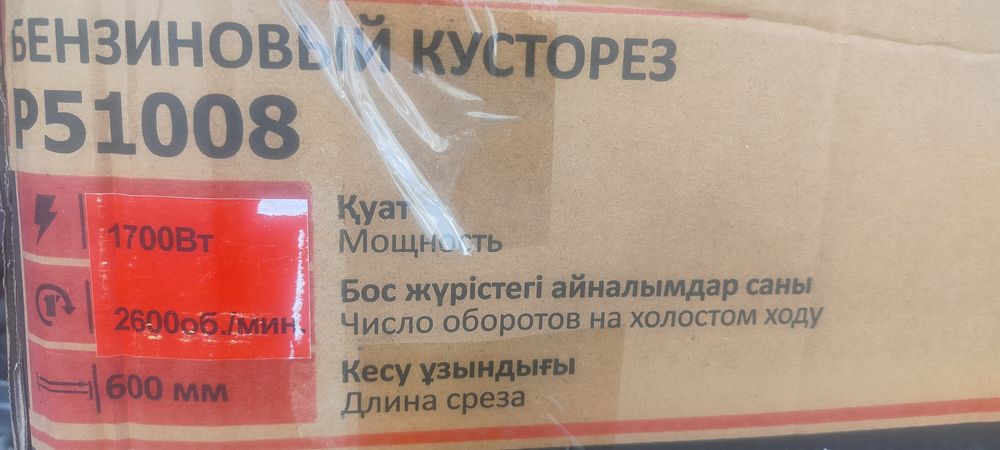 БЕНЗИНОВЫЙ КУСТОРЕЗ
P51008
1700Вт
Қуат
Мощность
2600об./мин.
Бос жүрістегі айналымдар саны
Число оборотов на холостом ходу
600 мм
Кесу ұзындығы
Длина среза